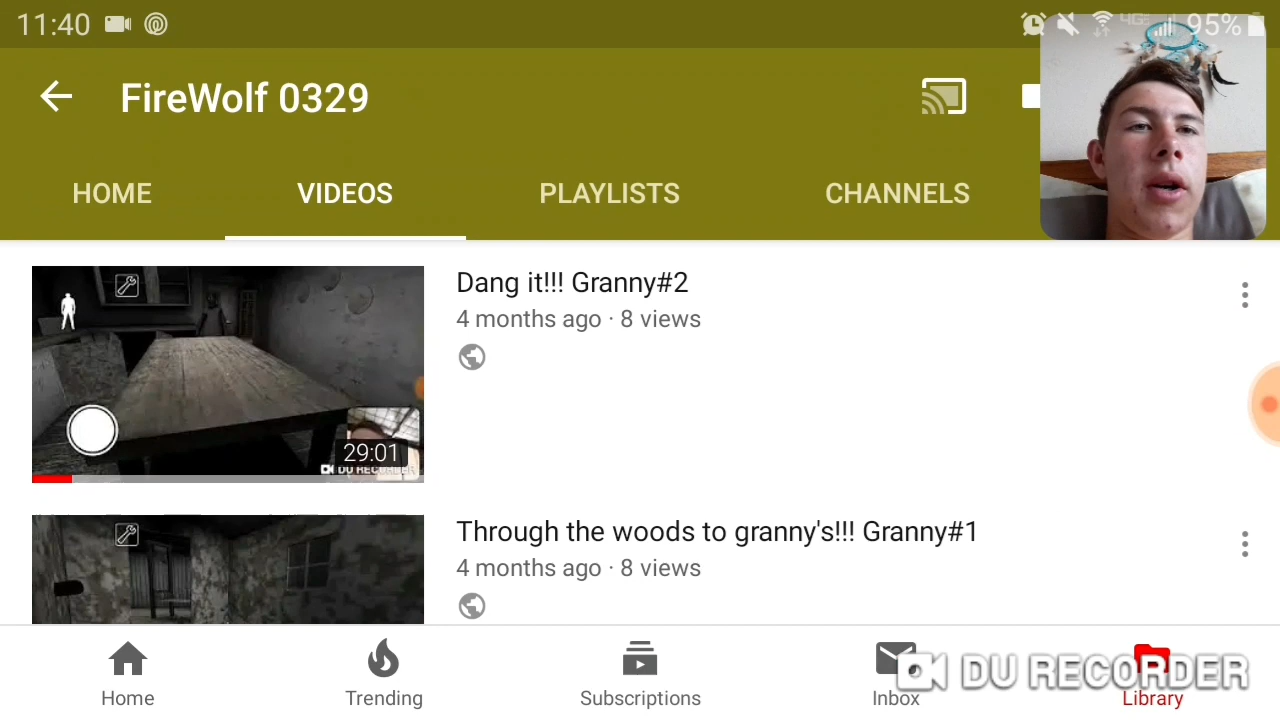 11:40
4GE 95%
FireWolf 0329
HOME VIDEOS PLAYLISTS CHANNELS
Dang it!!! Granny#2
4 months ago · 8 views
29:01
DU RECORDER
Through the woods to granny's!!! Granny#1
4 months ago · 8 views
Home Trending Subscriptions Inbox Library
DU RECORDER